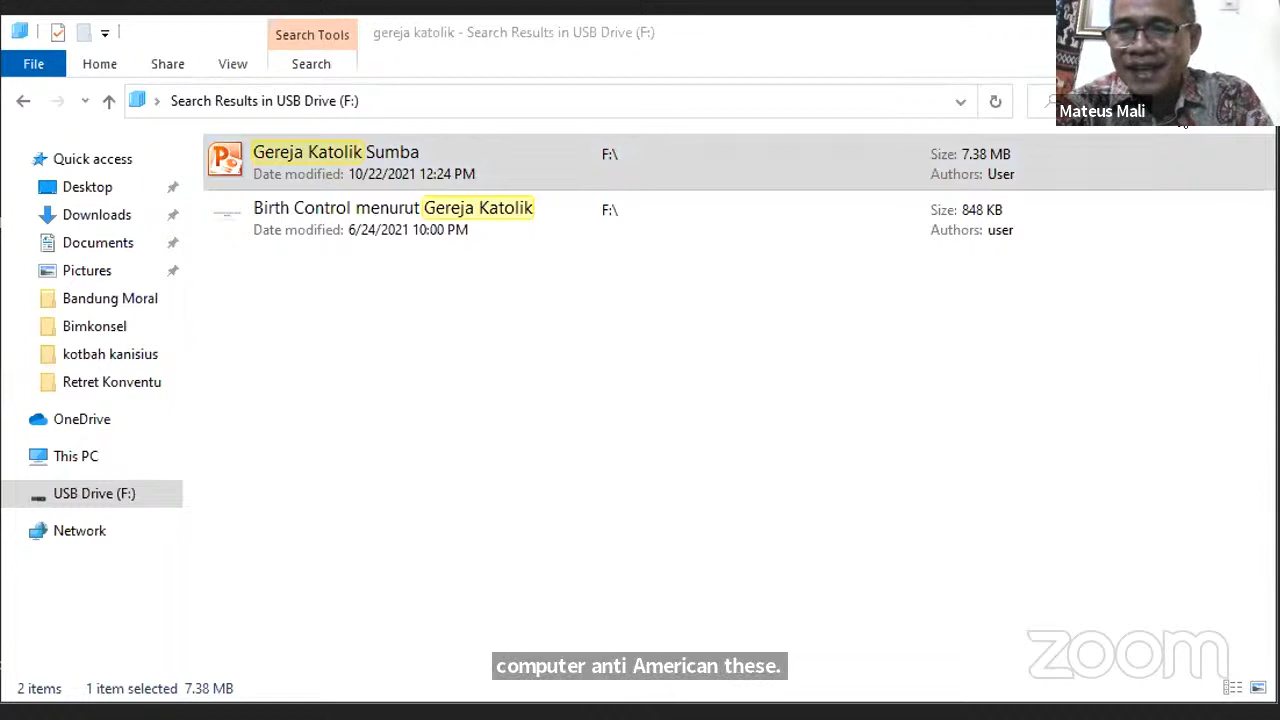 Search Tools
gereja katolik - Search Results in USB Drive (F:)
File
Home
Share
View
Search
Search Results in USB Drive (F:)
Mateus Mali
Quick access
Desktop
Downloads
Documents
Pictures
Bandung Moral
Bimkonsel
kotbah kanisius
Retret Konventu
OneDrive
This PC
USB Drive (F:)
Network
Gereja Katolik Sumba
F:\
Size: 7.38 MB
Date modified: 10/22/2021 12:24 PM
Authors: User
Birth Control menurut Gereja Katolik
F:\
Size: 848 KB
Date modified: 6/24/2021 10:00 PM
Authors: user
zoom
computer anti American these.
2 items
1 item selected 7.38 MB